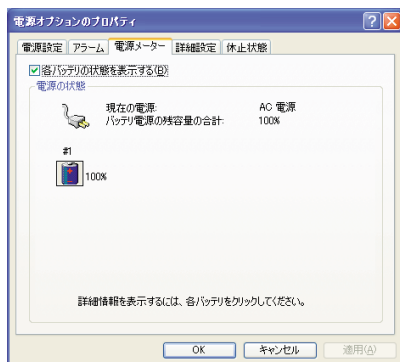 電源オプションのプロパティ
電源設定 アラーム 電源メーター 詳細設定 休止状態
各バッテリの状態を表示する(B)
電源の状態
現在の電源: AC 電源
バッテリ電源の残容量の合計: 100%
#1
100%
詳細情報を表示するには、各バッテリをクリックしてください。
OK キャンセル 適用(A)